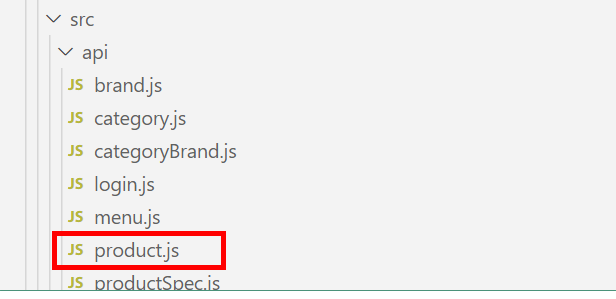 src
api
JS brand.js
JS category.js
JS categoryBrand.js
JS login.js
JS menu.js
JS product.js
JS productSpec.js